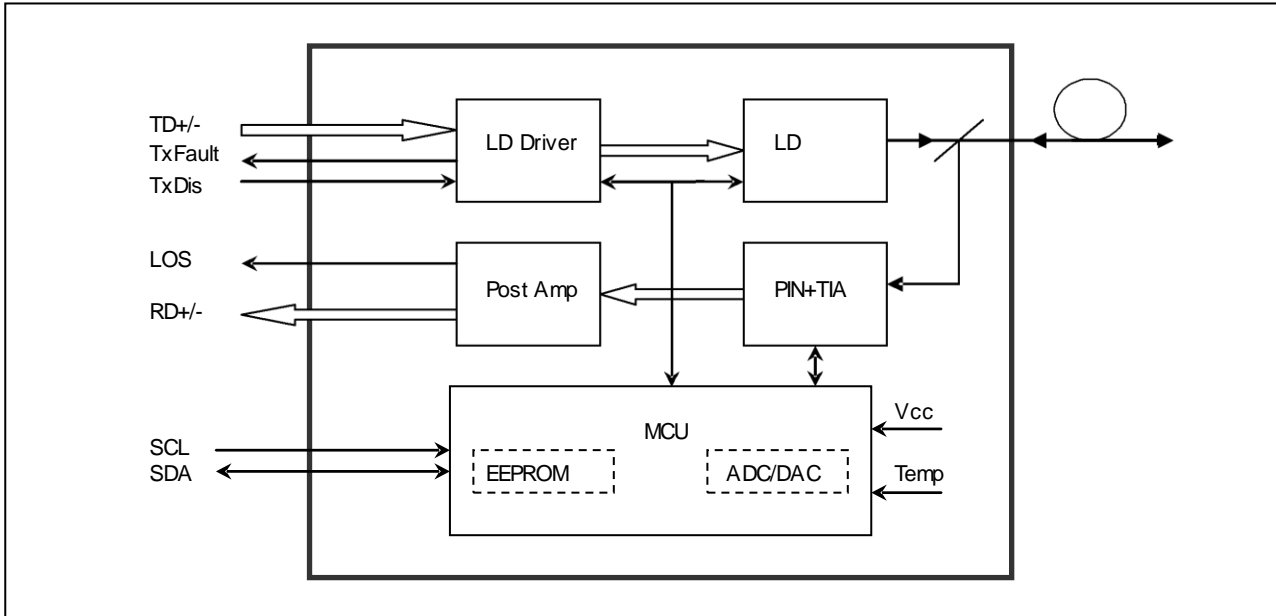 TD+/-
TxFault
TxDis
LD Driver
LD
LOS
RD+/-
Post Amp
PIN+TIA
SCL
SDA
MCU
EEPROM
ADC/DAC
Vcc
Temp